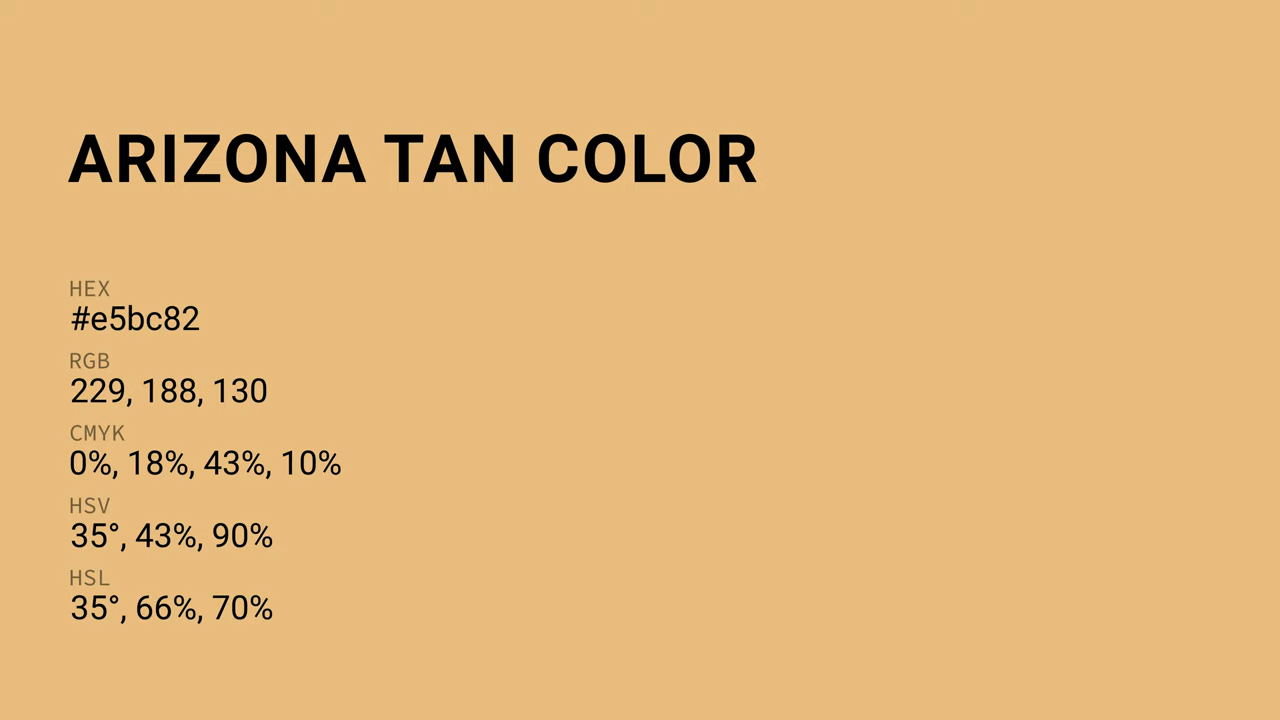 ARIZONA TAN COLOR
HEX
#e5bc82
RGB
229, 188, 130
CMYK
0%, 18%, 43%, 10%
HSV
35°, 43%, 90%
HSL
35°, 66%, 70%